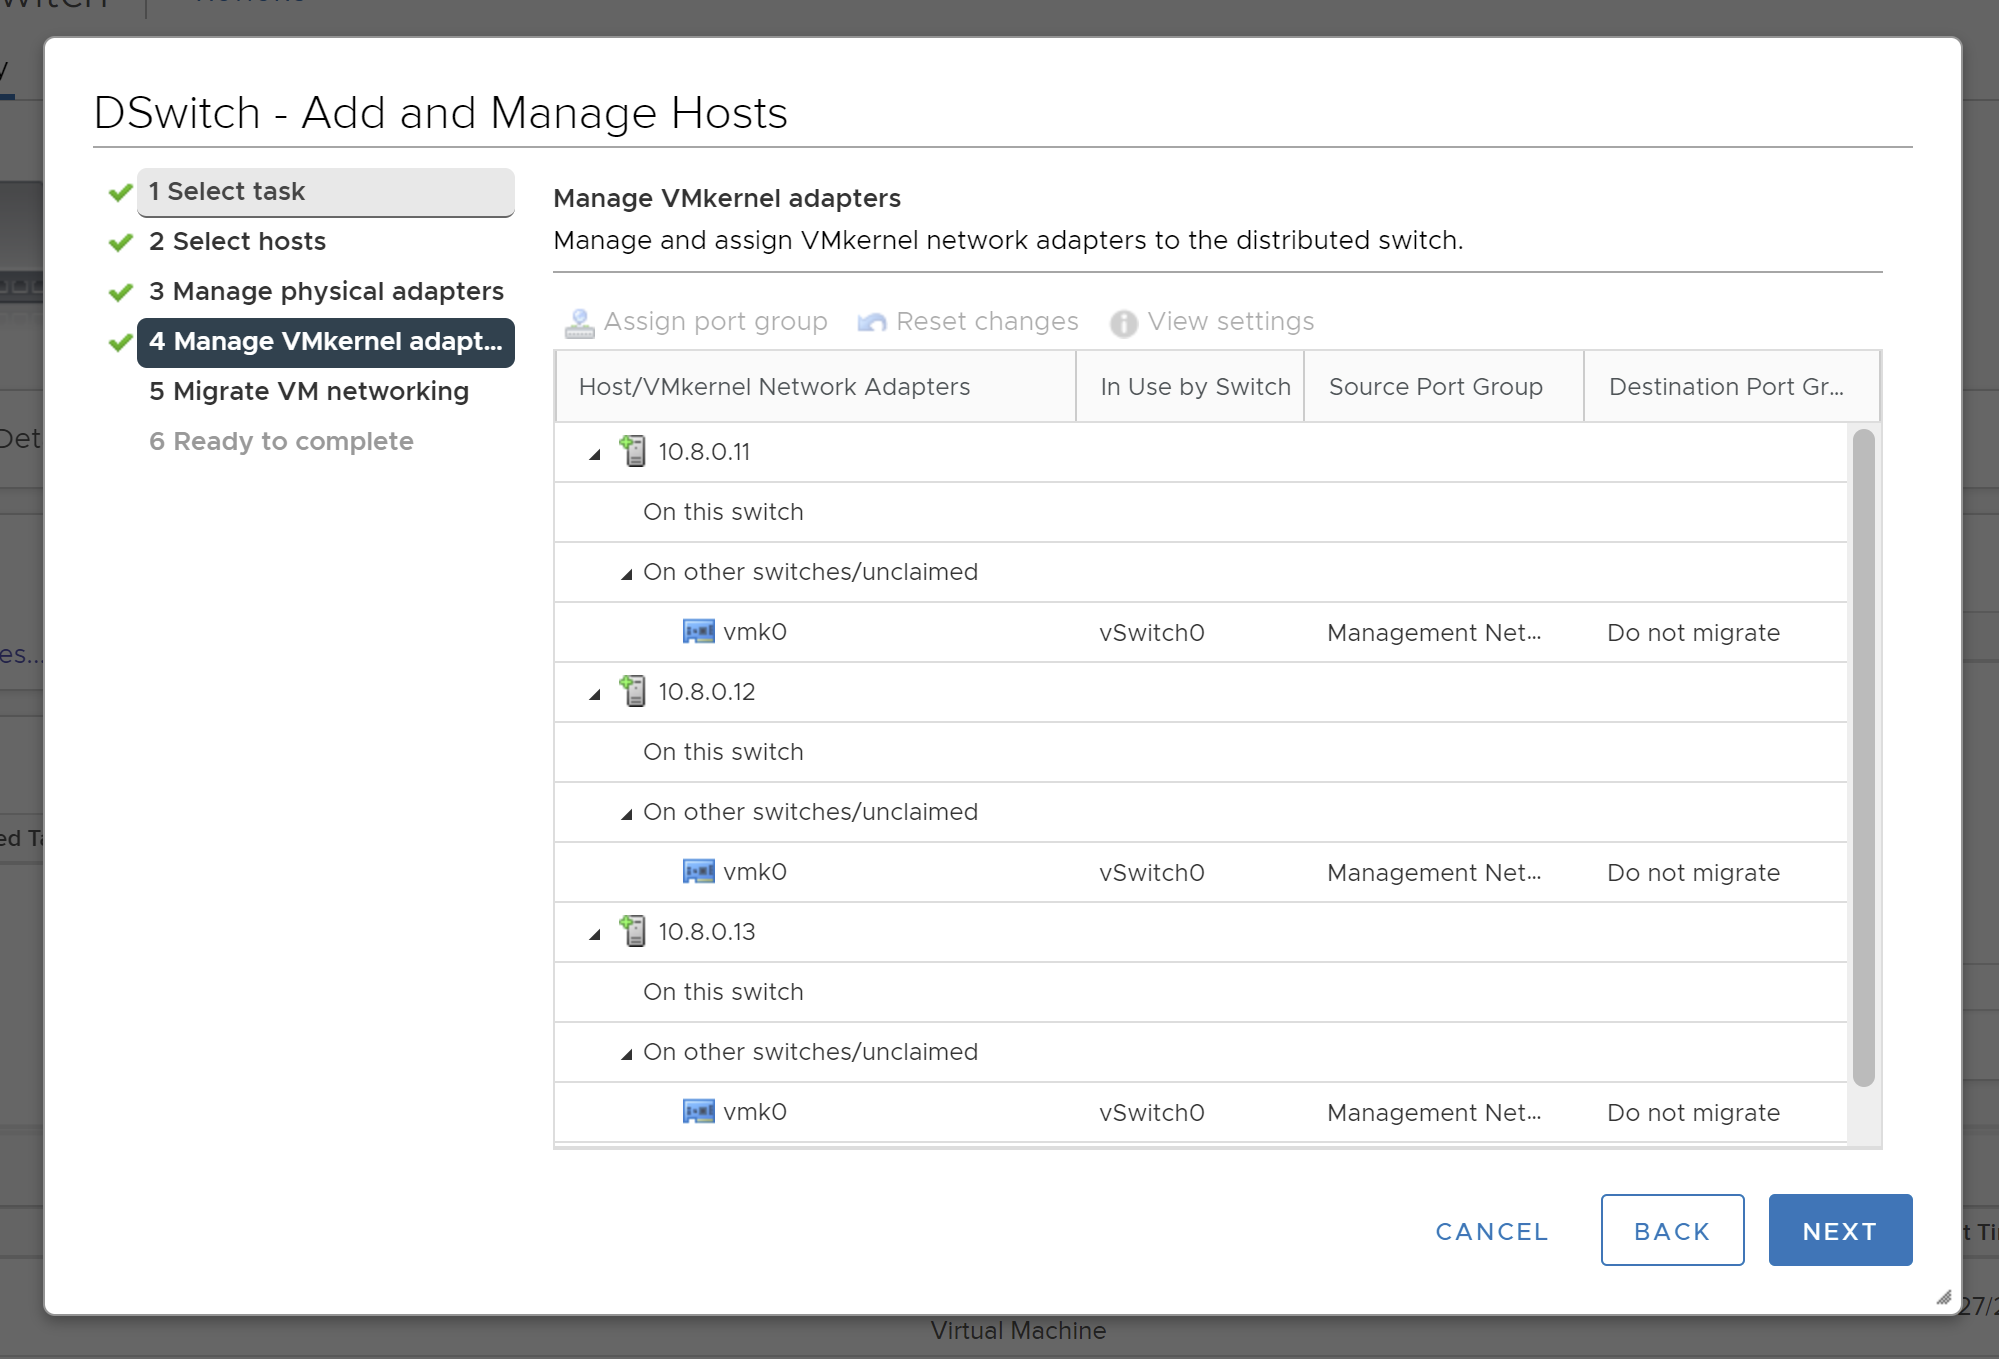 DSwitch - Add and Manage Hosts
1 Select task
2 Select hosts
3 Manage physical adapters
4 Manage VMkernel adapt...
5 Migrate VM networking
6 Ready to complete
Manage VMkernel adapters
Manage and assign VMkernel network adapters to the distributed switch.
Assign port group Reset changes View settings
Host/VMkernel Network Adapters In Use by Switch Source Port Group Destination Port Gr...
10.8.0.11
On this switch
On other switches/unclaimed
vmk0 vSwitch0 Management Net... Do not migrate
10.8.0.12
On this switch
On other switches/unclaimed
vmk0 vSwitch0 Management Net... Do not migrate
10.8.0.13
On this switch
On other switches/unclaimed
vmk0 vSwitch0 Management Net... Do not migrate
CANCEL BACK NEXT
Virtual Machine